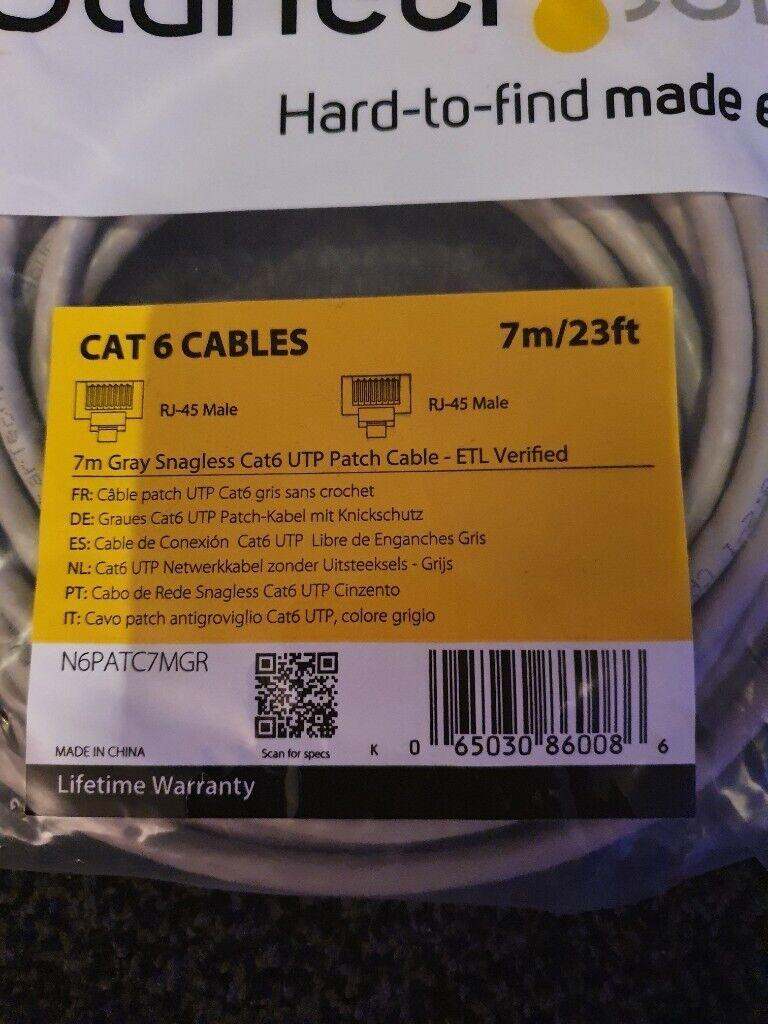 Hard-to-find made
CAT 6 CABLES
7m/23ft
RJ-45 Male
RJ-45 Male
7m Gray Snagless Cat6 UTP Patch Cable - ETL Verified
FR: Câble patch UTP Cat6 gris sans crochet
DE: Graues Cat6 UTP Patch-Kabel mit Knickschutz
ES: Cable de Conexión Cat6 UTP Libre de Enganches Gris
NL: Cat6 UTP Netwerkkabel zonder Uitsteeksels - Grijs
PT: Cabo de Rede Snagless Cat6 UTP Cinzento
IT: Cavo patch antigroviglio Cat6 UTP, colore grigio
N6PATC7MGR
MADE IN CHINA
Scan for specs
K
0 65030 86008 6
Lifetime Warranty